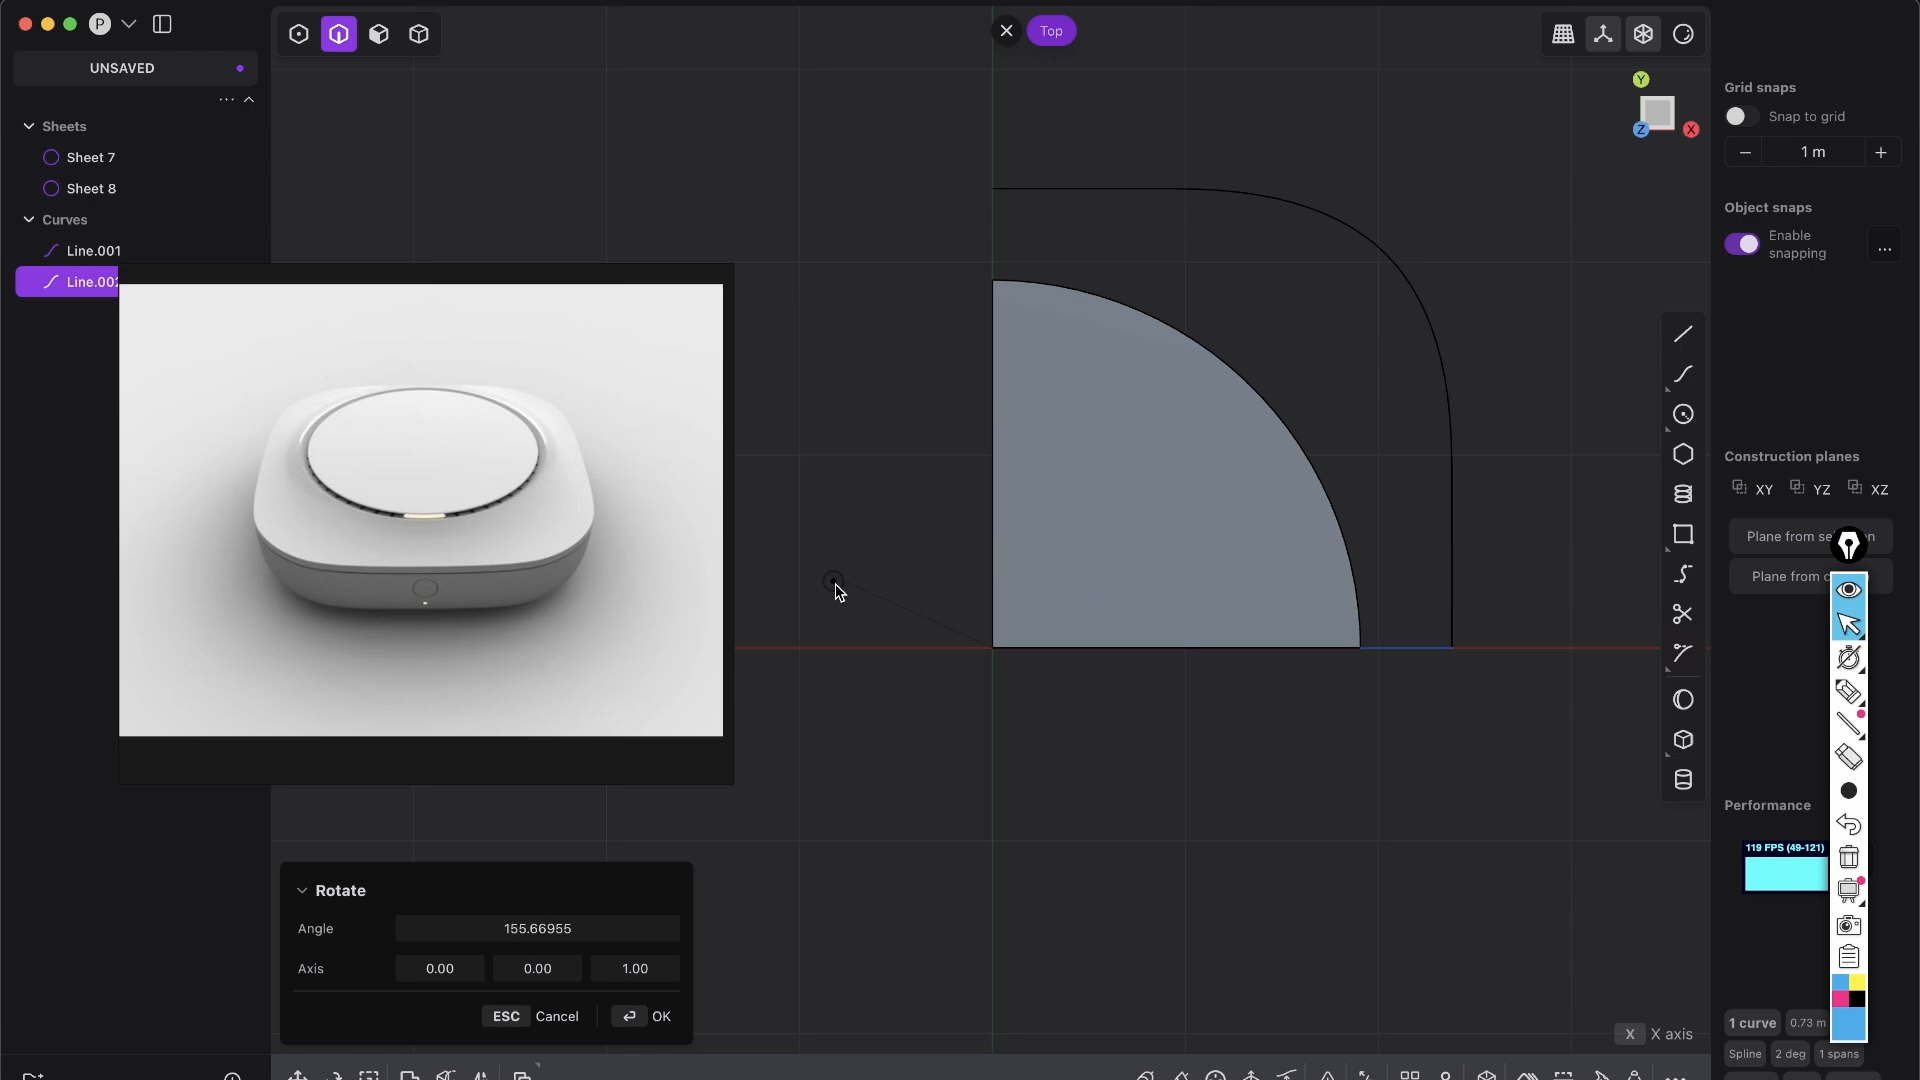 P
UNSAVED
Top
Sheets
Sheet 7
Sheet 8
Curves
Line.001
Line.002
Y
Z
X
Grid snaps
Snap to grid
1 m
Object snaps
Enable
snapping
Construction planes
XY
YZ
XZ
Plane from se
n
Plane from c
Performance
119 FPS (49-121)
Rotate
Angle
155.66955
Axis
0.00
0.00
1.00
ESC
Cancel
OK
X
X axis
1 curve
0.73 m
Spline
2 deg
1 spans